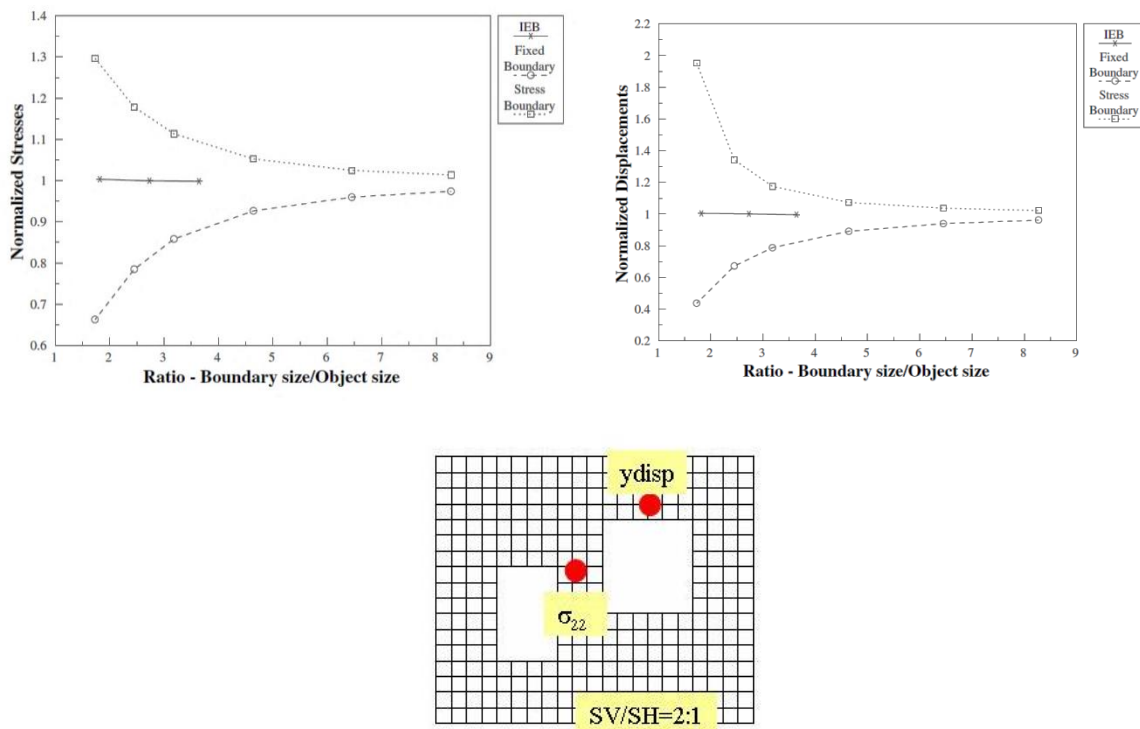 1.4
1.3
1.2
1.1
1
0.9
0.8
0.7
0.6
Normalized Stresses
1 2 3 4 5 6 7 8 9
Ratio - Boundary size/Object size
IEB
Fixed
Boundary
Stress
Boundary
2.2
2
1.8
1.6
1.4
1.2
1
0.8
0.6
0.4
0.2
Normalized Displacements
1 2 3 4 5 6 7 8 9
Ratio - Boundary size/Object size
IEB
Fixed
Boundary
Stress
Boundary
ydisp
σ22
SV/SH=2:1